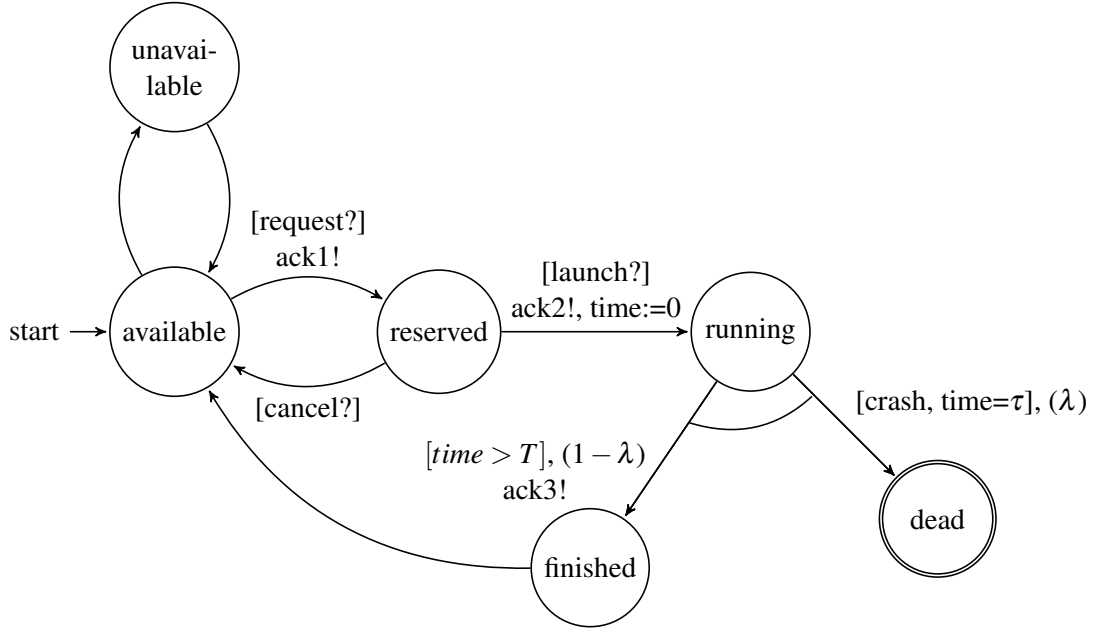 unavai-
lable
[request?]
ack1!
[launch?]
ack2!, time:=0
start
available
reserved
running
[cancel?]
[crash, time=τ], (λ)
[time > T], (1 − λ)
ack3!
dead
finished